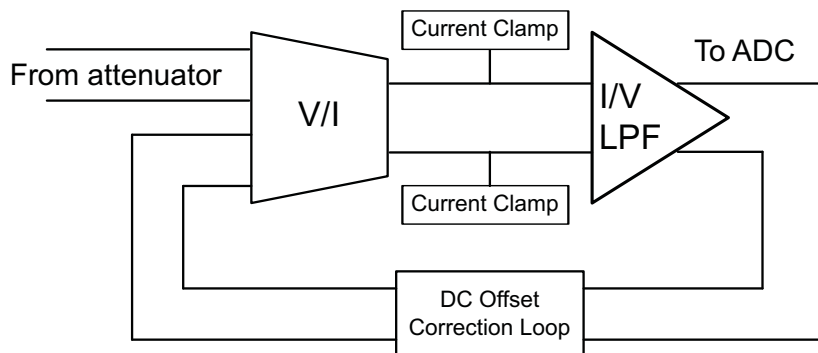 Current Clamp
To ADC
From attenuator
V/I
I/V
LPF
Current Clamp
DC Offset
Correction Loop